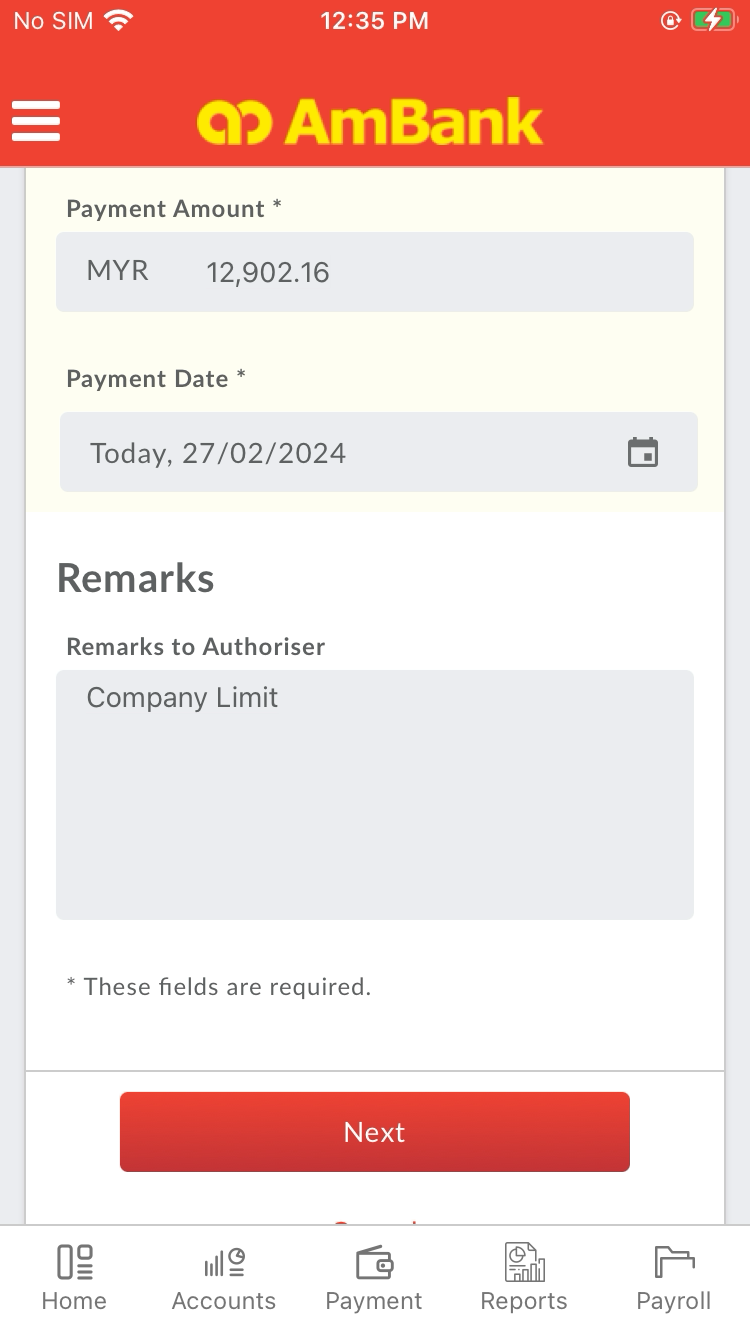 No SIM 12:35 PM
AmBank
Payment Amount *
MYR 12,902.16
Payment Date *
Today, 27/02/2024
Remarks
Remarks to Authoriser
Company Limit
* These fields are required.
Next
Home Accounts Payment Reports Payroll